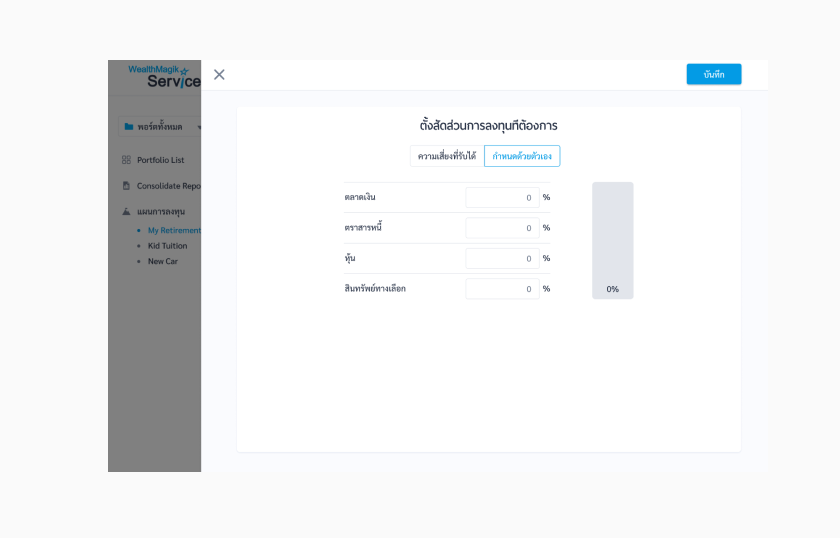 WealthMagik
Service
บันทึก
ตั้งสัดส่วนการลงทุนที่ต้องการ
พอร์ตทั้งหมด
ความเสี่ยงที่รับได้ กำหนดด้วยตัวเอง
Portfolio List
Consolidate Repo
แผนการลงทุน
My Retirement
Kid Tuition
New Car
ตลาดเงิน 0 %
ตราสารหนี้ 0 %
หุ้น 0 %
สินทรัพย์ทางเลือก 0 %
0%